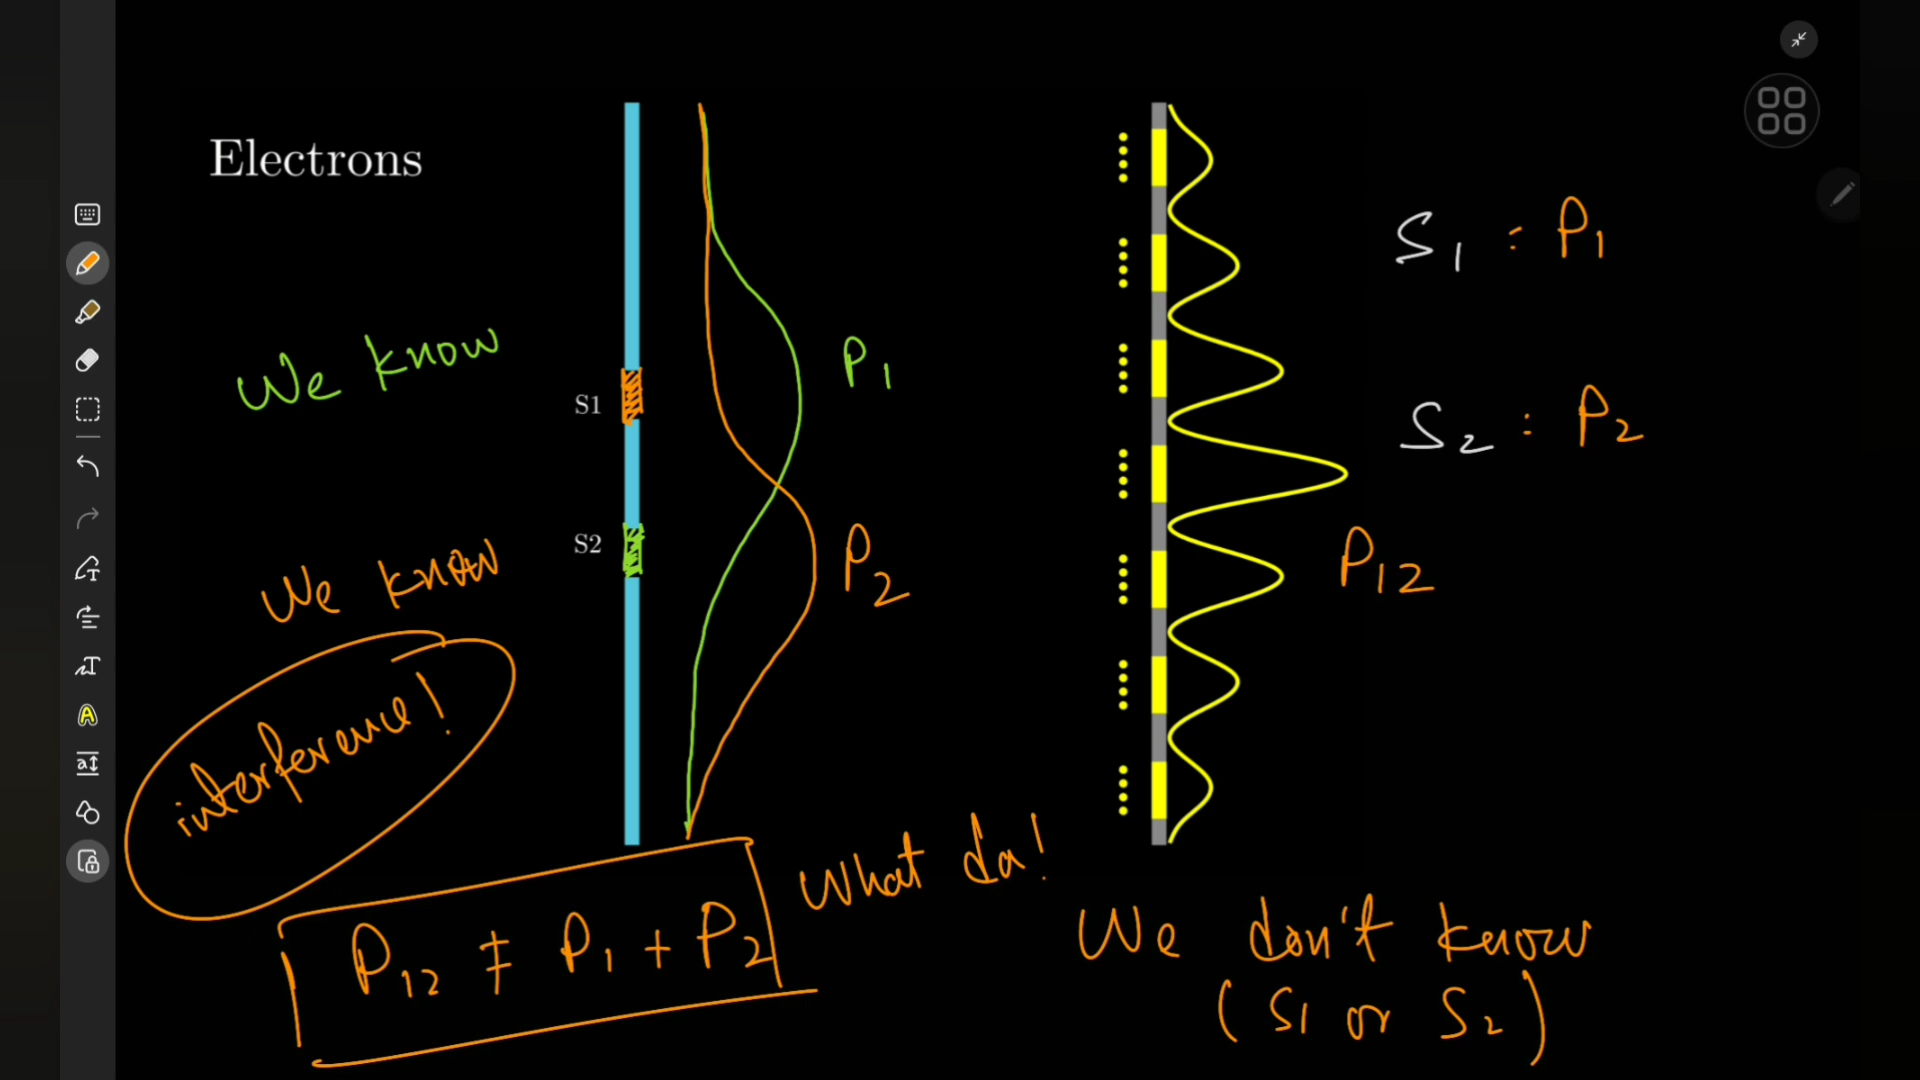 Electrons
S₁ : P₁
We know
P₁
S1
S₂ : P₂
S2
We know
P₂
P₁₂
interference!
What da!
P₁₂ ≠ P₁ + P₂
We don't know
(S1 or S₂)